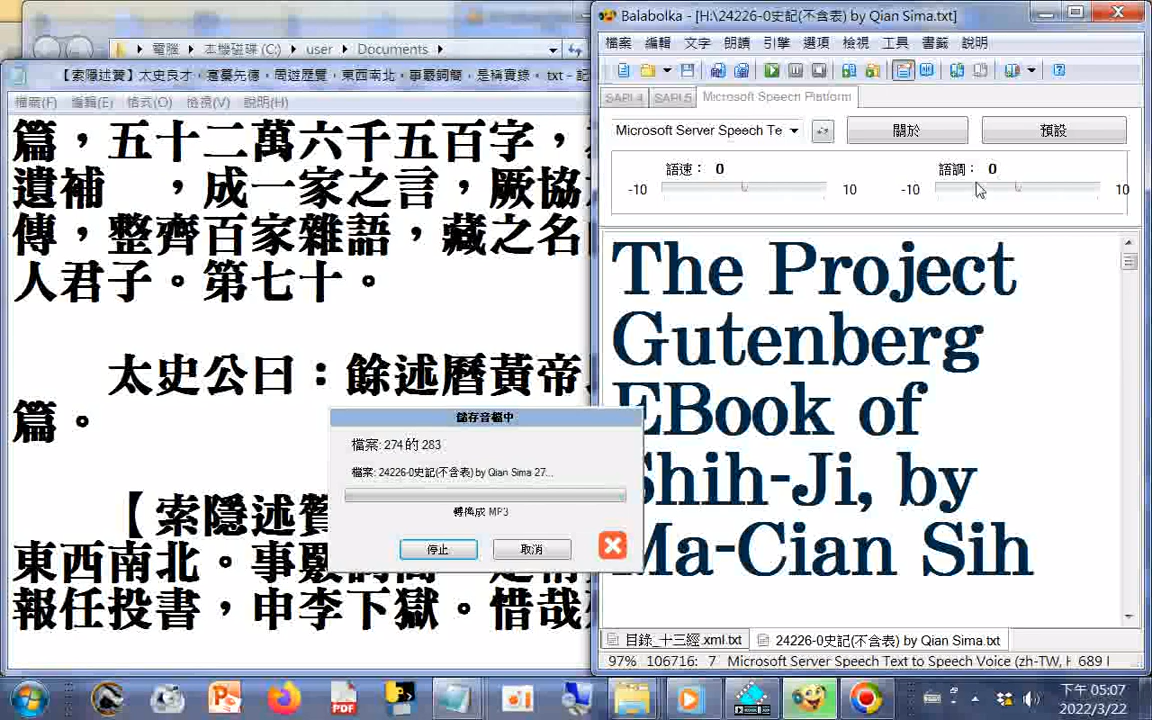 電腦 ▸ 本機磁碟 (C:) ▸ user ▸ Documents ▸
【索隱述贊】太史良才，寔纂先德，周遊歷覽，東西南北，事覈詞簡，是稱實錄， txt - 記
檔案(F) 編輯(E) 格式(O) 檢視(V) 說明(H)
篇，五十二萬六千五百字，
遺補　，成一家之言，厥協
傳，整齊百家雜語，藏之名
人君子。第七十。
太史公曰：餘述曆黃帝
篇。
【索隱述贊
東西南北。事覈
報任投書，申李下獄。惜哉
Balabolka - [H:\24226-0史記(不含表) by Qian Sima.txt]
檔案 編輯 文字 朗讀 引擎 選項 檢視 工具 書籤 說明
SAPI 4 SAPI 5 Microsoft Speech Platform
Microsoft Server Speech Te
關於
預設
語速： 0
語調： 0
-10 10 -10 10
The Project
Gutenberg
EBook of
Shih-Ji, by
Ma-Cian Sih
儲存音檔中
檔案: 274 的 283
檔案: 24226-0史記(不含表) by Qian Sima 27...
轉換成 MP3
停止
取消
目錄_十三經.xml.txt
24226-0史記(不含表) by Qian Sima txt
97% 106716: 7 Microsoft Server Speech Text to Speech Voice (zh-TW, H 689 l
PDF
下午 05:07
2022/3/22